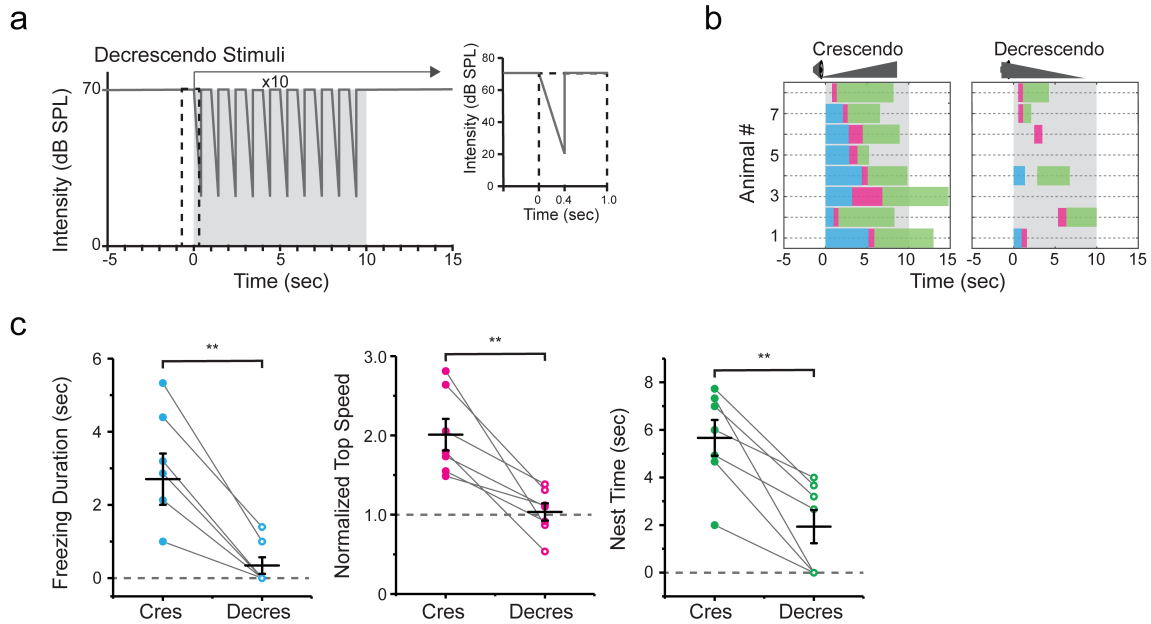 a
Decrescendo Stimuli
x10
Intensity (dB SPL)
70
0
-5
0
5
10
15
Time (sec)
Intensity (dB SPL)
80
60
40
20
0
0
0.4
1.0
Time (sec)
b
Crescendo
Decrescendo
Animal #
7
5
3
1
-5
0
5
10
15
-5
0
5
10
15
Time (sec)
c
Freezing Duration (sec)
6
4
2
0
**
Cres
Decres
Normalized Top Speed
3.0
2.0
1.0
0
**
Cres
Decres
Nest Time (sec)
8
6
4
2
0
**
Cres
Decres